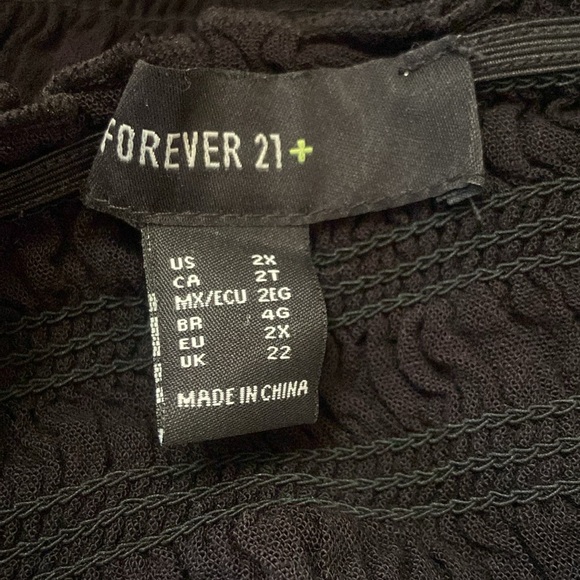 FOREVER 21+
US 2X
CA 2T
MX/ECU 2EG
BR 4G
EU 2X
UK 22
MADE IN CHINA